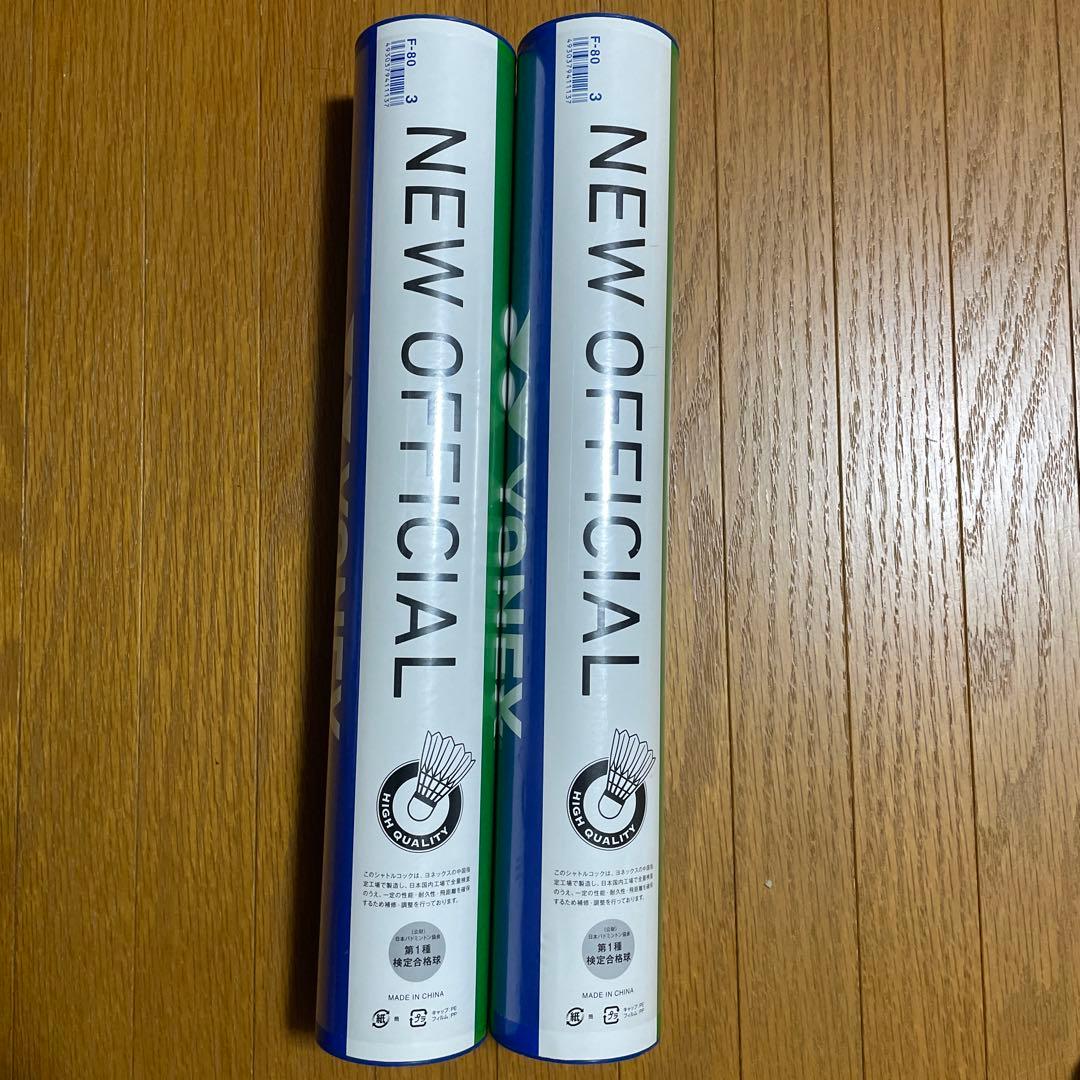 F-80
3
4930379411137
NEW OFFICIAL
YONEX
HIGH QUALITY
このシャトルコックは、ヨネックスの中国指
定工場で製造し、日本国内工場で全量検査
のうえ、一定の性能・耐久性・飛距離を確保
するため補修・調整を行っております。
(公財)
日本バドミントン協会
第1種
検定合格球
MADE IN CHINA
紙
筒
プラ
キャップ:PE
フィルム:PP
F-80
3
4930379411137
NEW OFFICIAL
YONEX
HIGH QUALITY
このシャトルコックは、ヨネックスの中国指
定工場で製造し、日本国内工場で全量検査
のうえ、一定の性能・耐久性・飛距離を確保
するため補修・調整を行っております。
(公財)
日本バドミントン協会
第1種
検定合格球
MADE IN CHINA
紙
筒
プラ
キャップ:PE
フィルム:PP